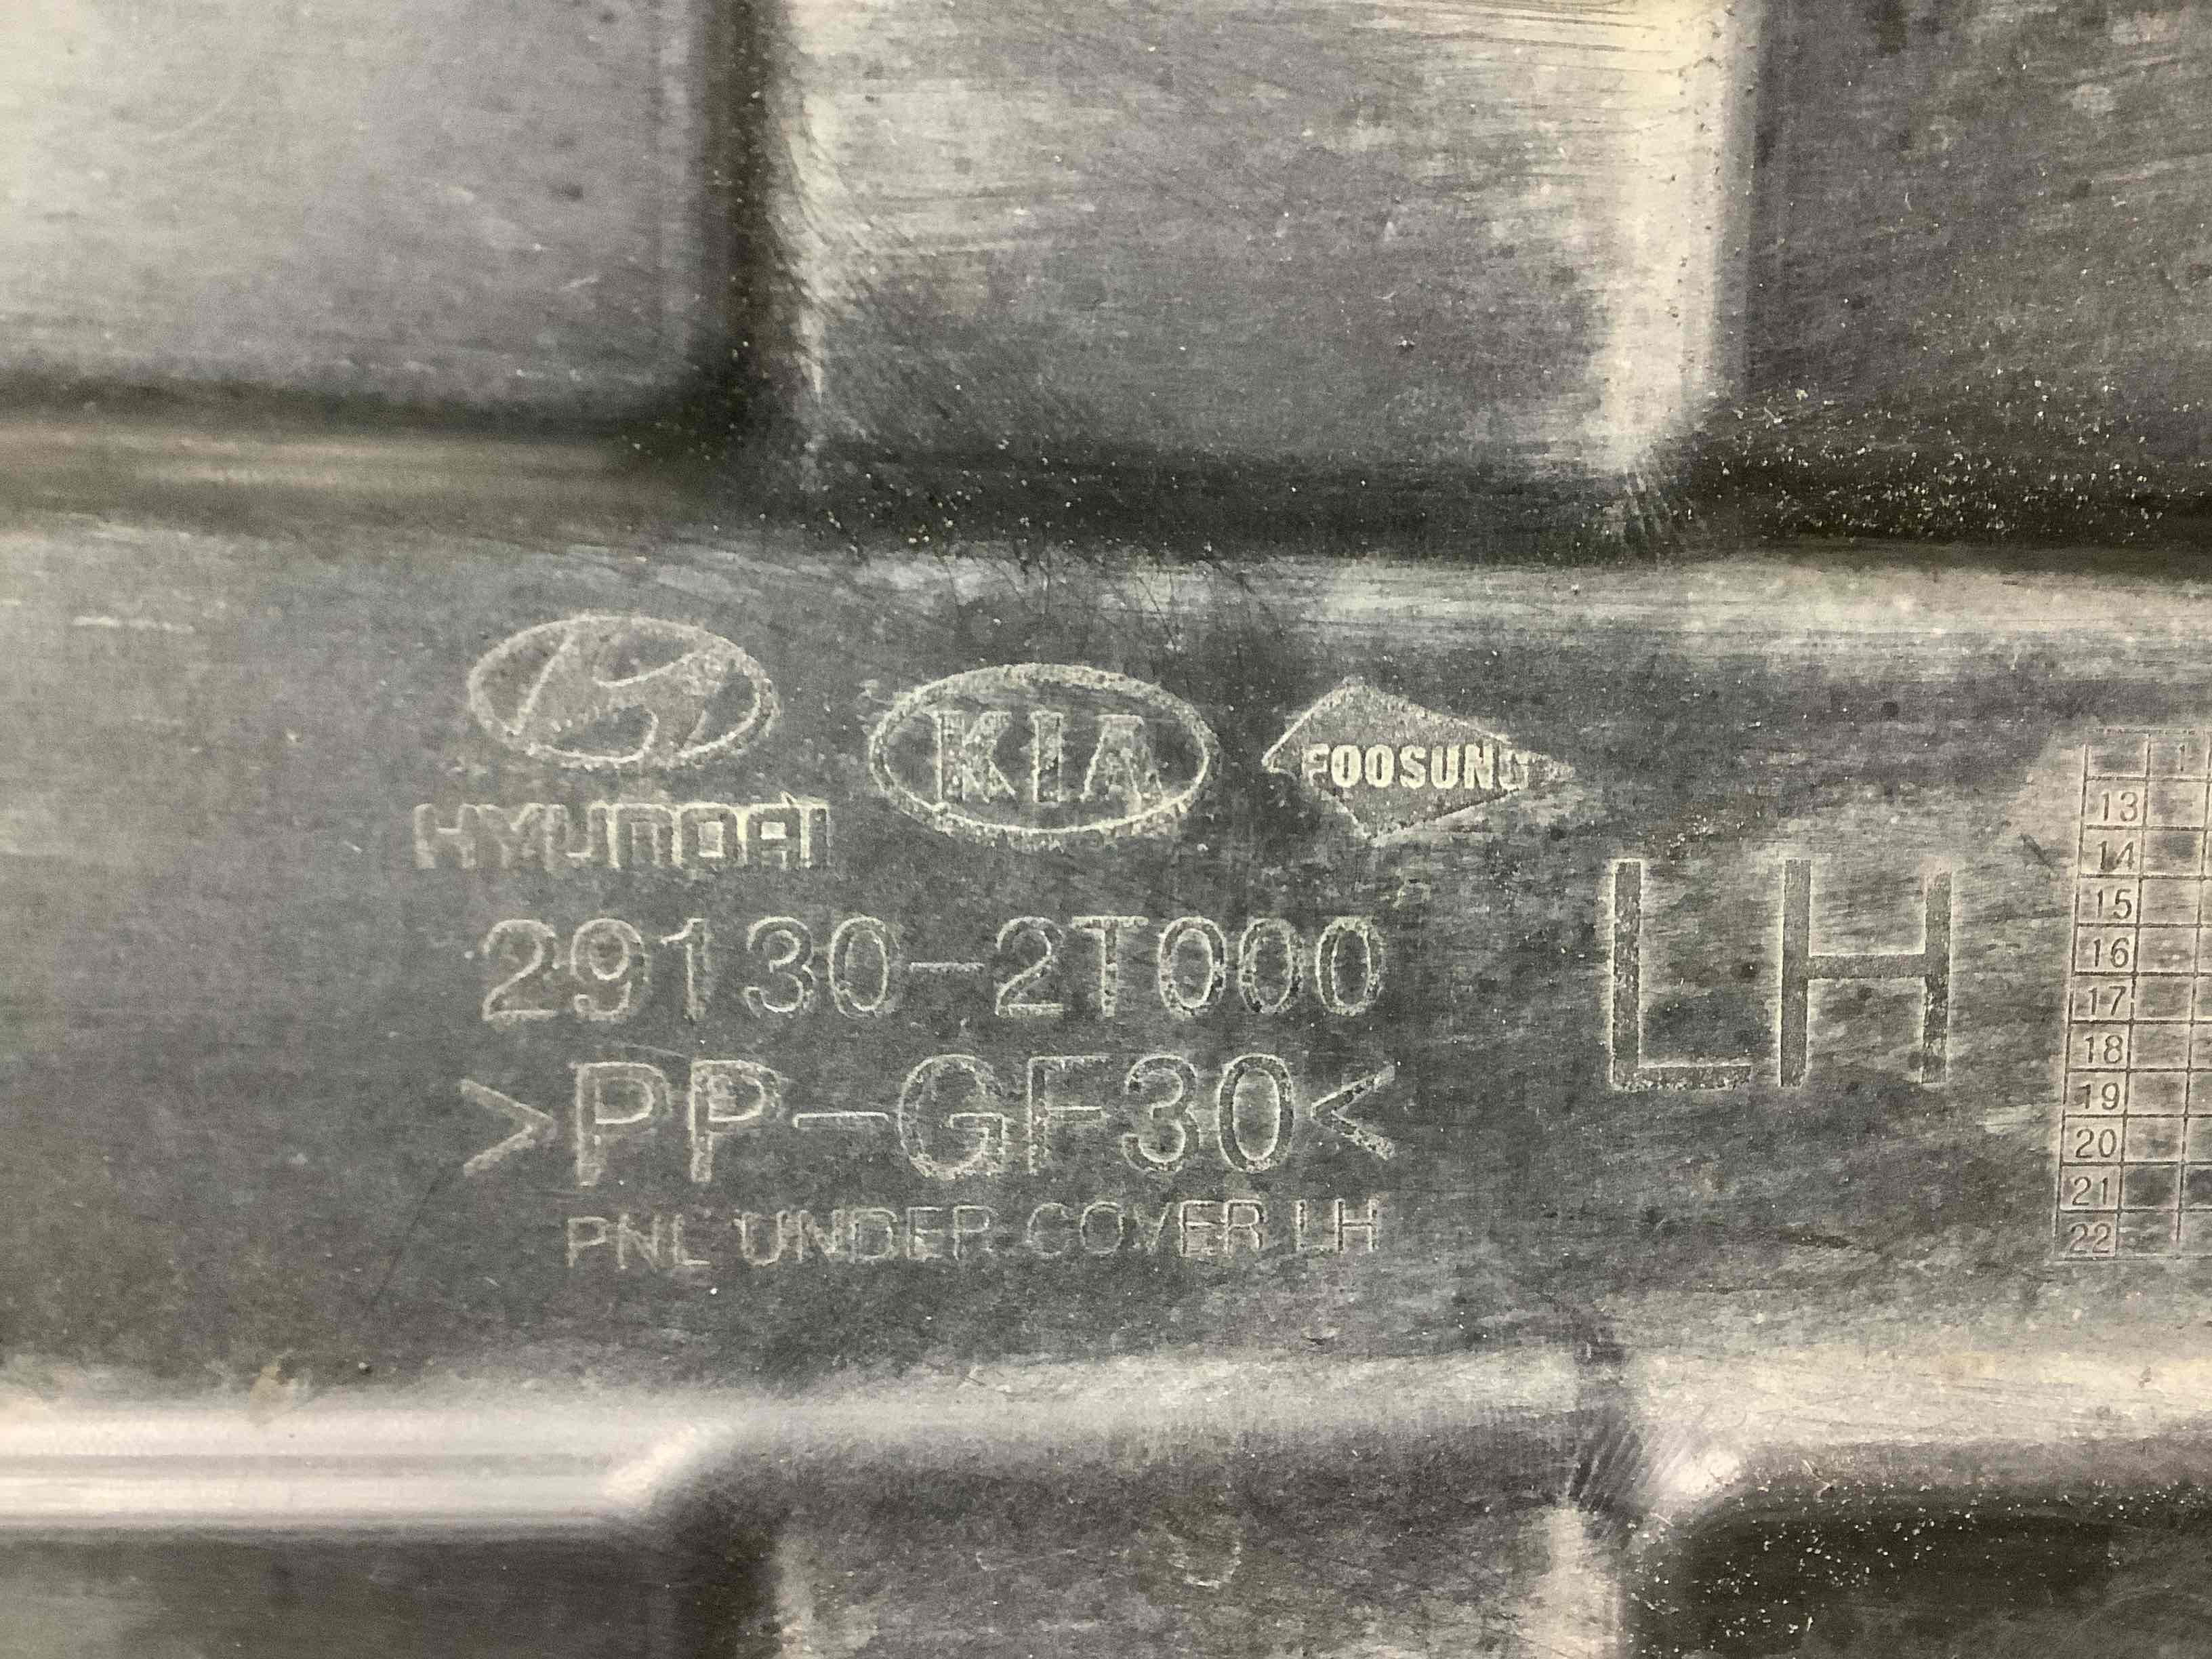 HYUNDAI
KIA
FOOSUNG
29130-2T000
>PP-GF30<
PNL UNDER COVER LH
LH
1
13
14
15
16
17
18
19
20
21
22